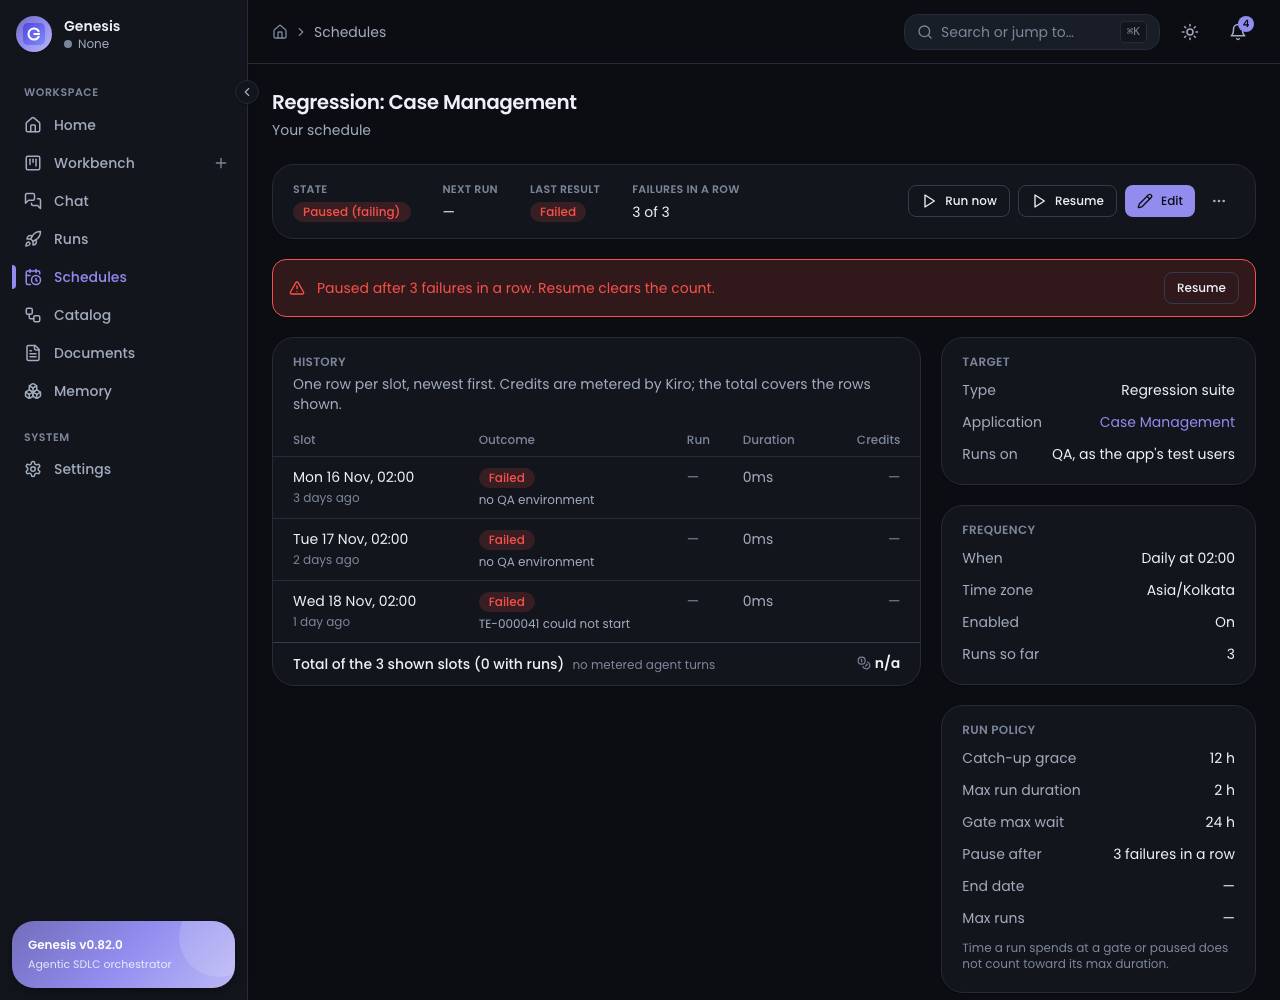 Genesis
None
WORKSPACE
Home
Workbench
Chat
Runs
Schedules
Catalog
Documents
Memory
SYSTEM
Settings
Genesis v0.82.0
Agentic SDLC orchestrator
Schedules
Search or jump to...
⌘K
4
Regression: Case Management
Your schedule
STATE NEXT RUN LAST RESULT FAILURES IN A ROW
Paused (failing) — Failed 3 of 3
Run now Resume Edit
Paused after 3 failures in a row. Resume clears the count. Resume
HISTORY
One row per slot, newest first. Credits are metered by Kiro; the total covers the rows
shown.
Slot Outcome Run Duration Credits
Mon 16 Nov, 02:00 Failed — 0ms —
3 days ago no QA environment
Tue 17 Nov, 02:00 Failed — 0ms —
2 days ago no QA environment
Wed 18 Nov, 02:00 Failed — 0ms —
1 day ago TE-000041 could not start
Total of the 3 shown slots (0 with runs) no metered agent turns n/a
TARGET
Type Regression suite
Application Case Management
Runs on QA, as the app's test users
FREQUENCY
When Daily at 02:00
Time zone Asia/Kolkata
Enabled On
Runs so far 3
RUN POLICY
Catch-up grace 12 h
Max run duration 2 h
Gate max wait 24 h
Pause after 3 failures in a row
End date —
Max runs —
Time a run spends at a gate or paused does
not count toward its max duration.